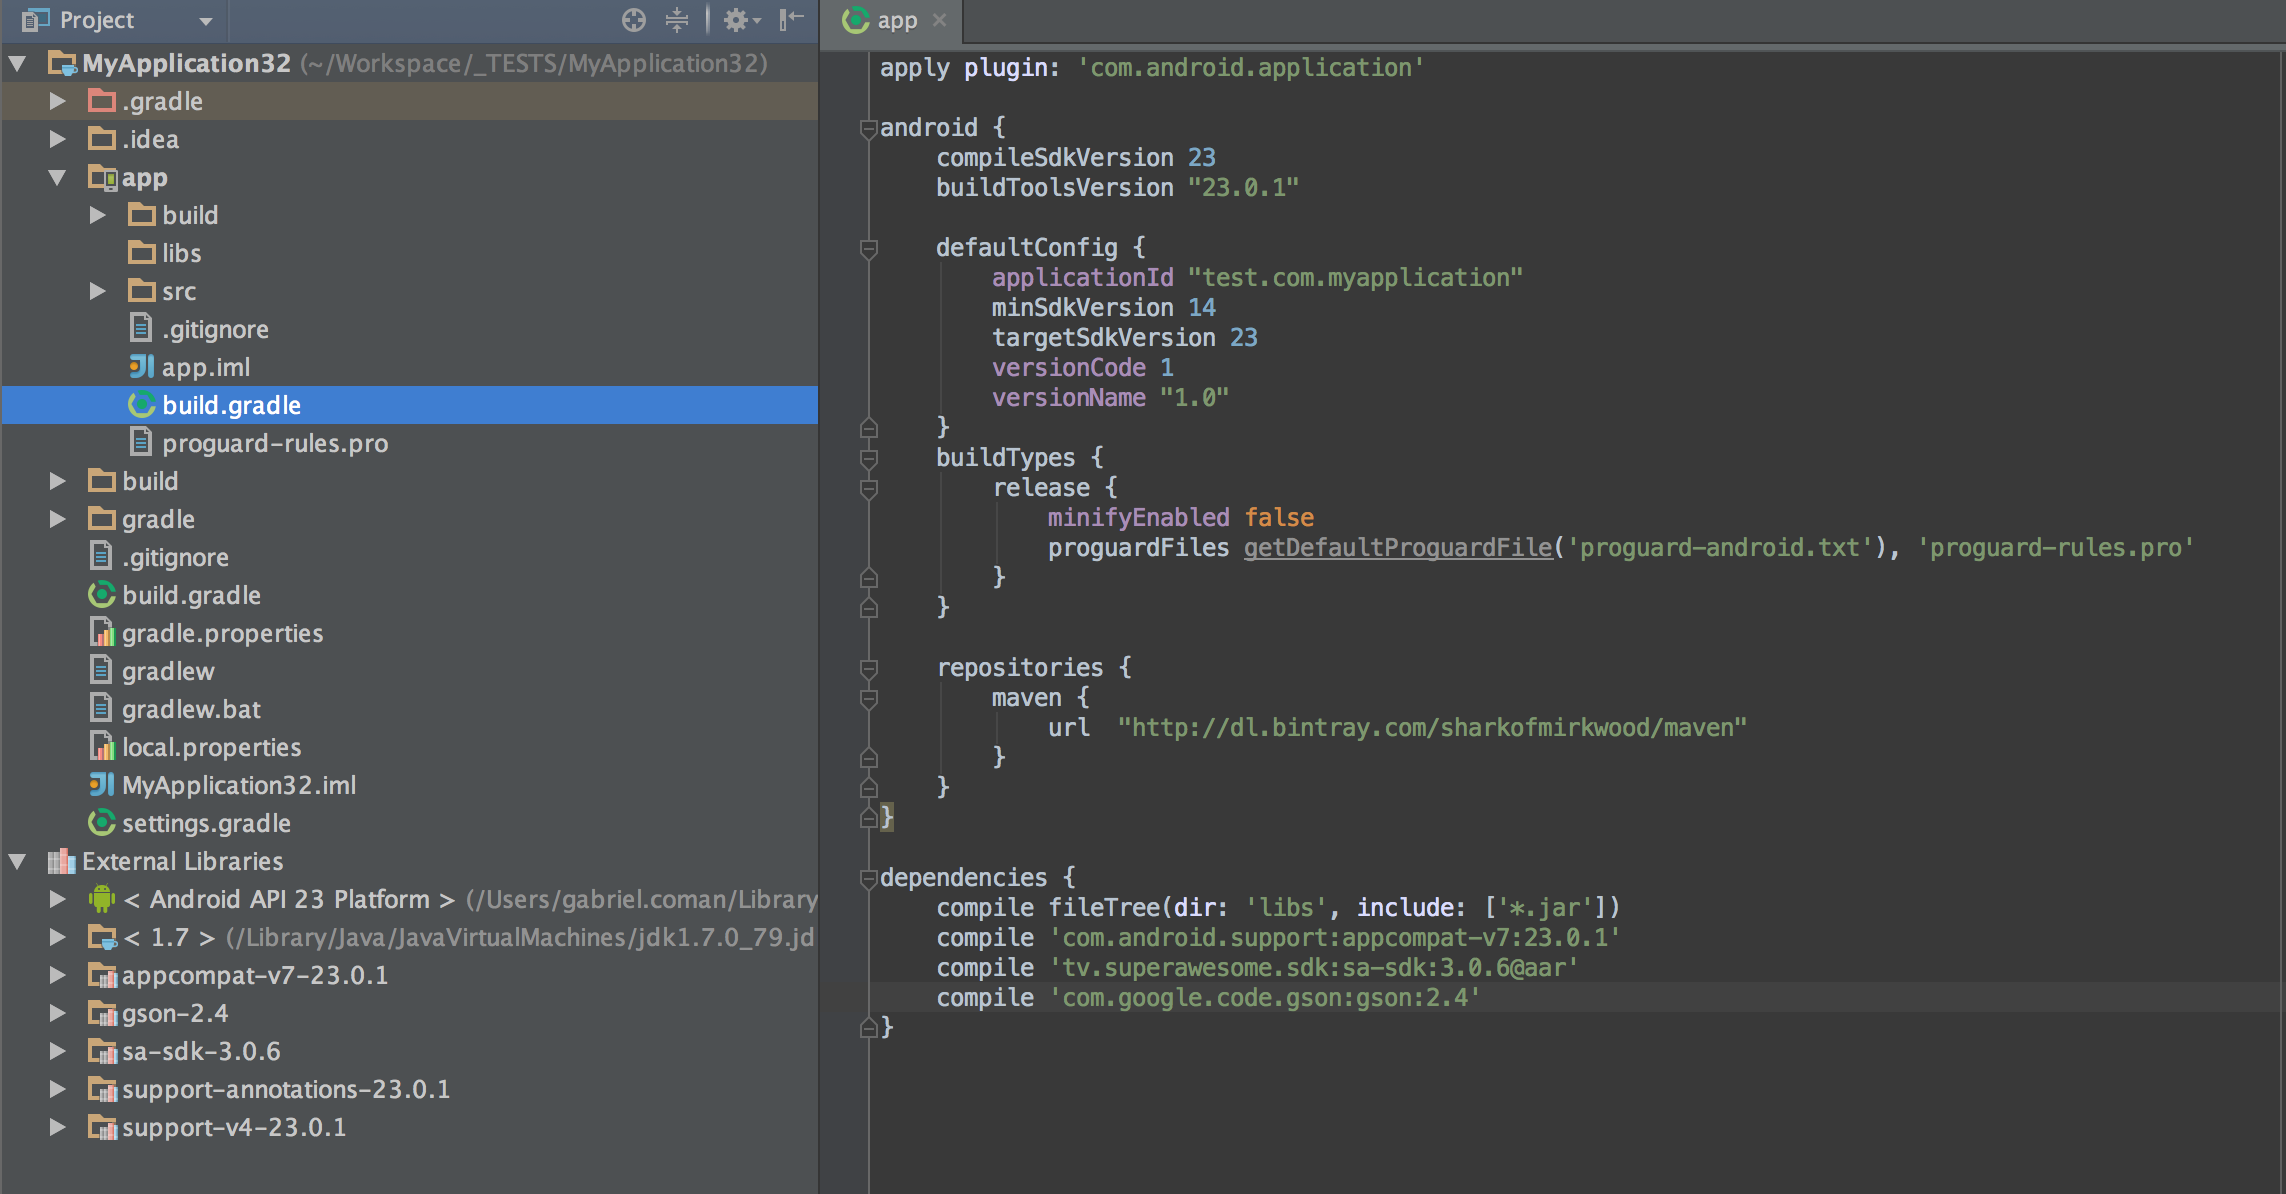 Project
MyApplication32 (~/Workspace/_TESTS/MyApplication32)
.gradle
.idea
app
build
libs
src
.gitignore
app.iml
build.gradle
proguard-rules.pro
build
gradle
.gitignore
build.gradle
gradle.properties
gradlew
gradlew.bat
local.properties
MyApplication32.iml
settings.gradle
External Libraries
< Android API 23 Platform > (/Users/gabriel.coman/Library
< 1.7 > (/Library/Java/JavaVirtualMachines/jdk1.7.0_79.jd
appcompat-v7-23.0.1
gson-2.4
sa-sdk-3.0.6
support-annotations-23.0.1
support-v4-23.0.1
app
apply plugin: 'com.android.application'
android {
compileSdkVersion 23
buildToolsVersion "23.0.1"
defaultConfig {
applicationId "test.com.myapplication"
minSdkVersion 14
targetSdkVersion 23
versionCode 1
versionName "1.0"
}
buildTypes {
release {
minifyEnabled false
proguardFiles getDefaultProguardFile('proguard-android.txt'), 'proguard-rules.pro'
}
}
repositories {
maven {
url  "http://dl.bintray.com/sharkofmirkwood/maven"
}
}
}
dependencies {
compile fileTree(dir: 'libs', include: ['*.jar'])
compile 'com.android.support:appcompat-v7:23.0.1'
compile 'tv.superawesome.sdk:sa-sdk:3.0.6@aar'
compile 'com.google.code.gson:gson:2.4'
}